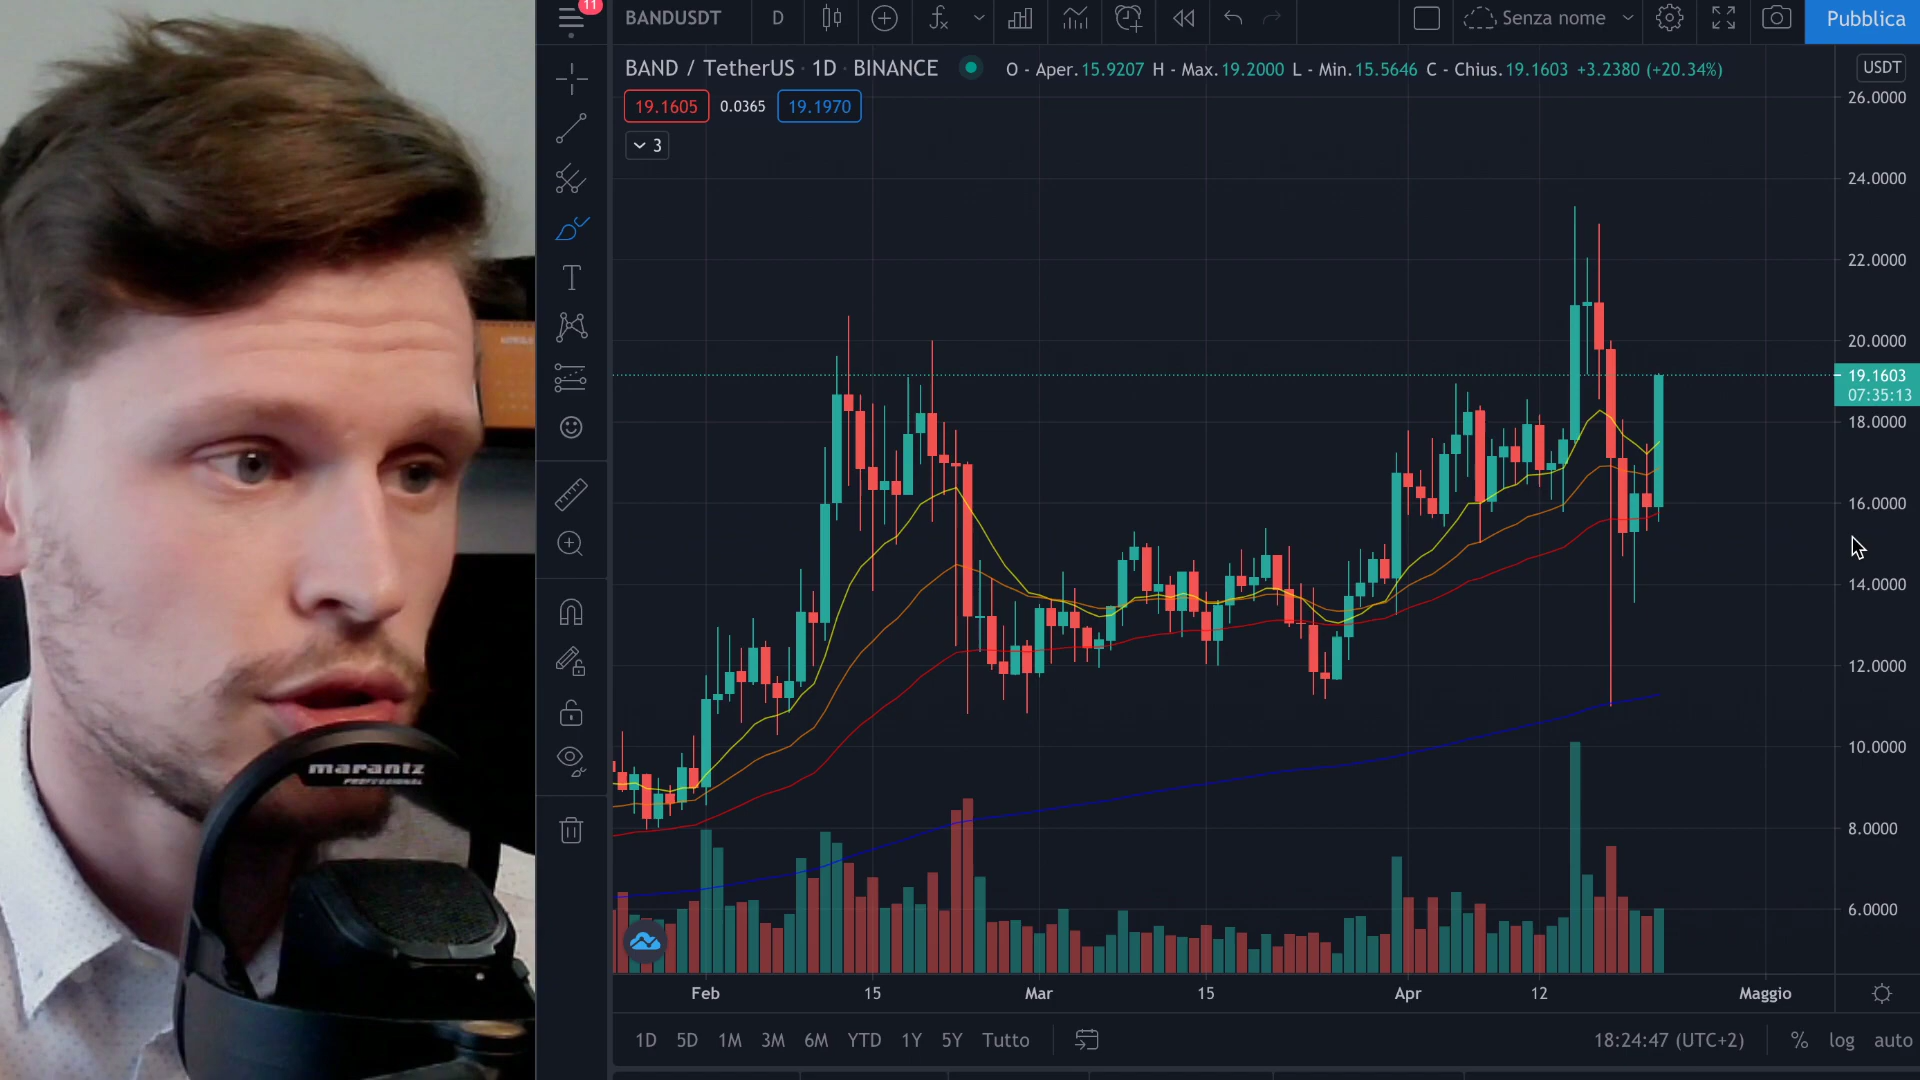 11
BANDUSDT D Senza nome Pubblica
BAND / TetherUS · 1D · BINANCE O - Aper.15.9207 H - Max.19.2000 L - Min.15.5646 C - Chius.19.1603 +3.2380 (+20.34%) USDT
19.1605 0.0365 19.1970
3
26.0000
24.0000
22.0000
20.0000
19.1603
07:35:13
18.0000
16.0000
14.0000
12.0000
10.0000
8.0000
6.0000
marantz
PROFESSIONAL
Feb 15 Mar 15 Apr 12 Maggio
1D 5D 1M 3M 6M YTD 1Y 5Y Tutto 18:24:47 (UTC+2) % log auto